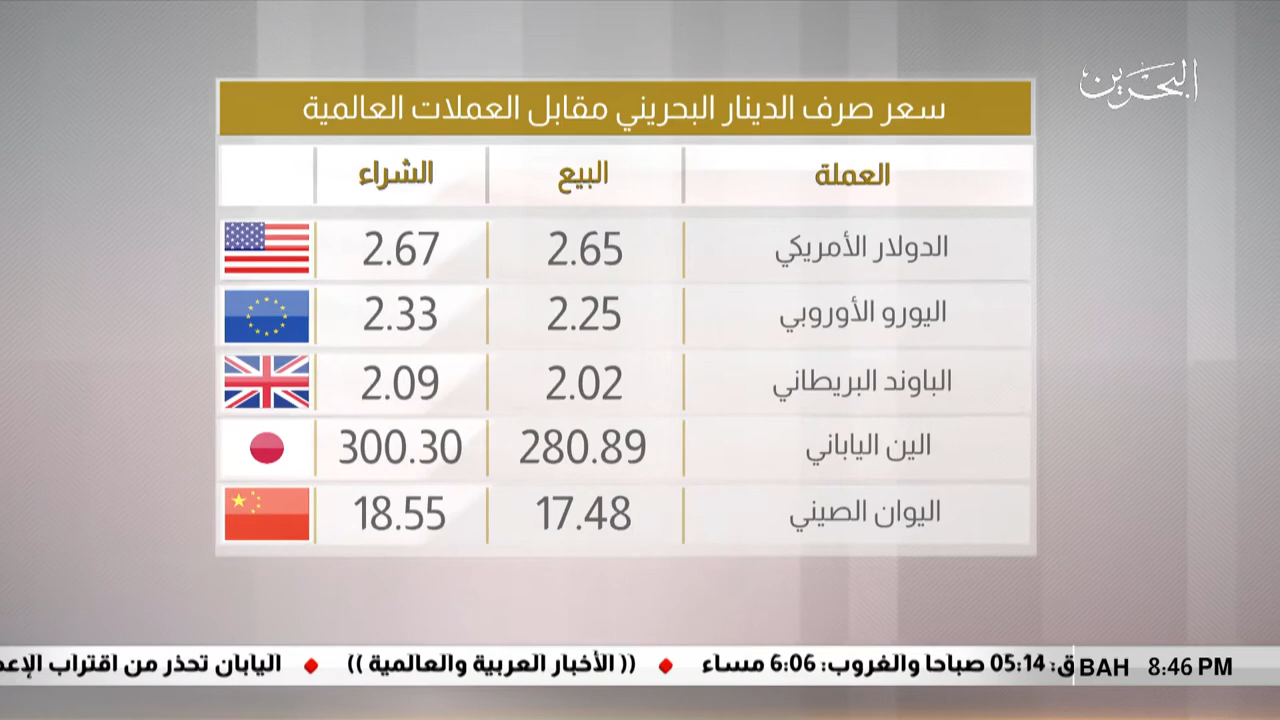 البحرين
سعر صرف الدينار البحريني مقابل العملات العالمية
العملة البيع الشراء
الدولار الأمريكي 2.65 2.67
اليورو الأوروبي 2.25 2.33
الباوند البريطاني 2.02 2.09
الين الياباني 280.89 300.30
اليوان الصيني 17.48 18.55
BAH 8:46 PM
ق: 05:14 صباحا والغروب: 6:06 مساء ♦ (( الأخبار العربية والعالمية )) ♦ اليابان تحذر من اقتراب الإعـ